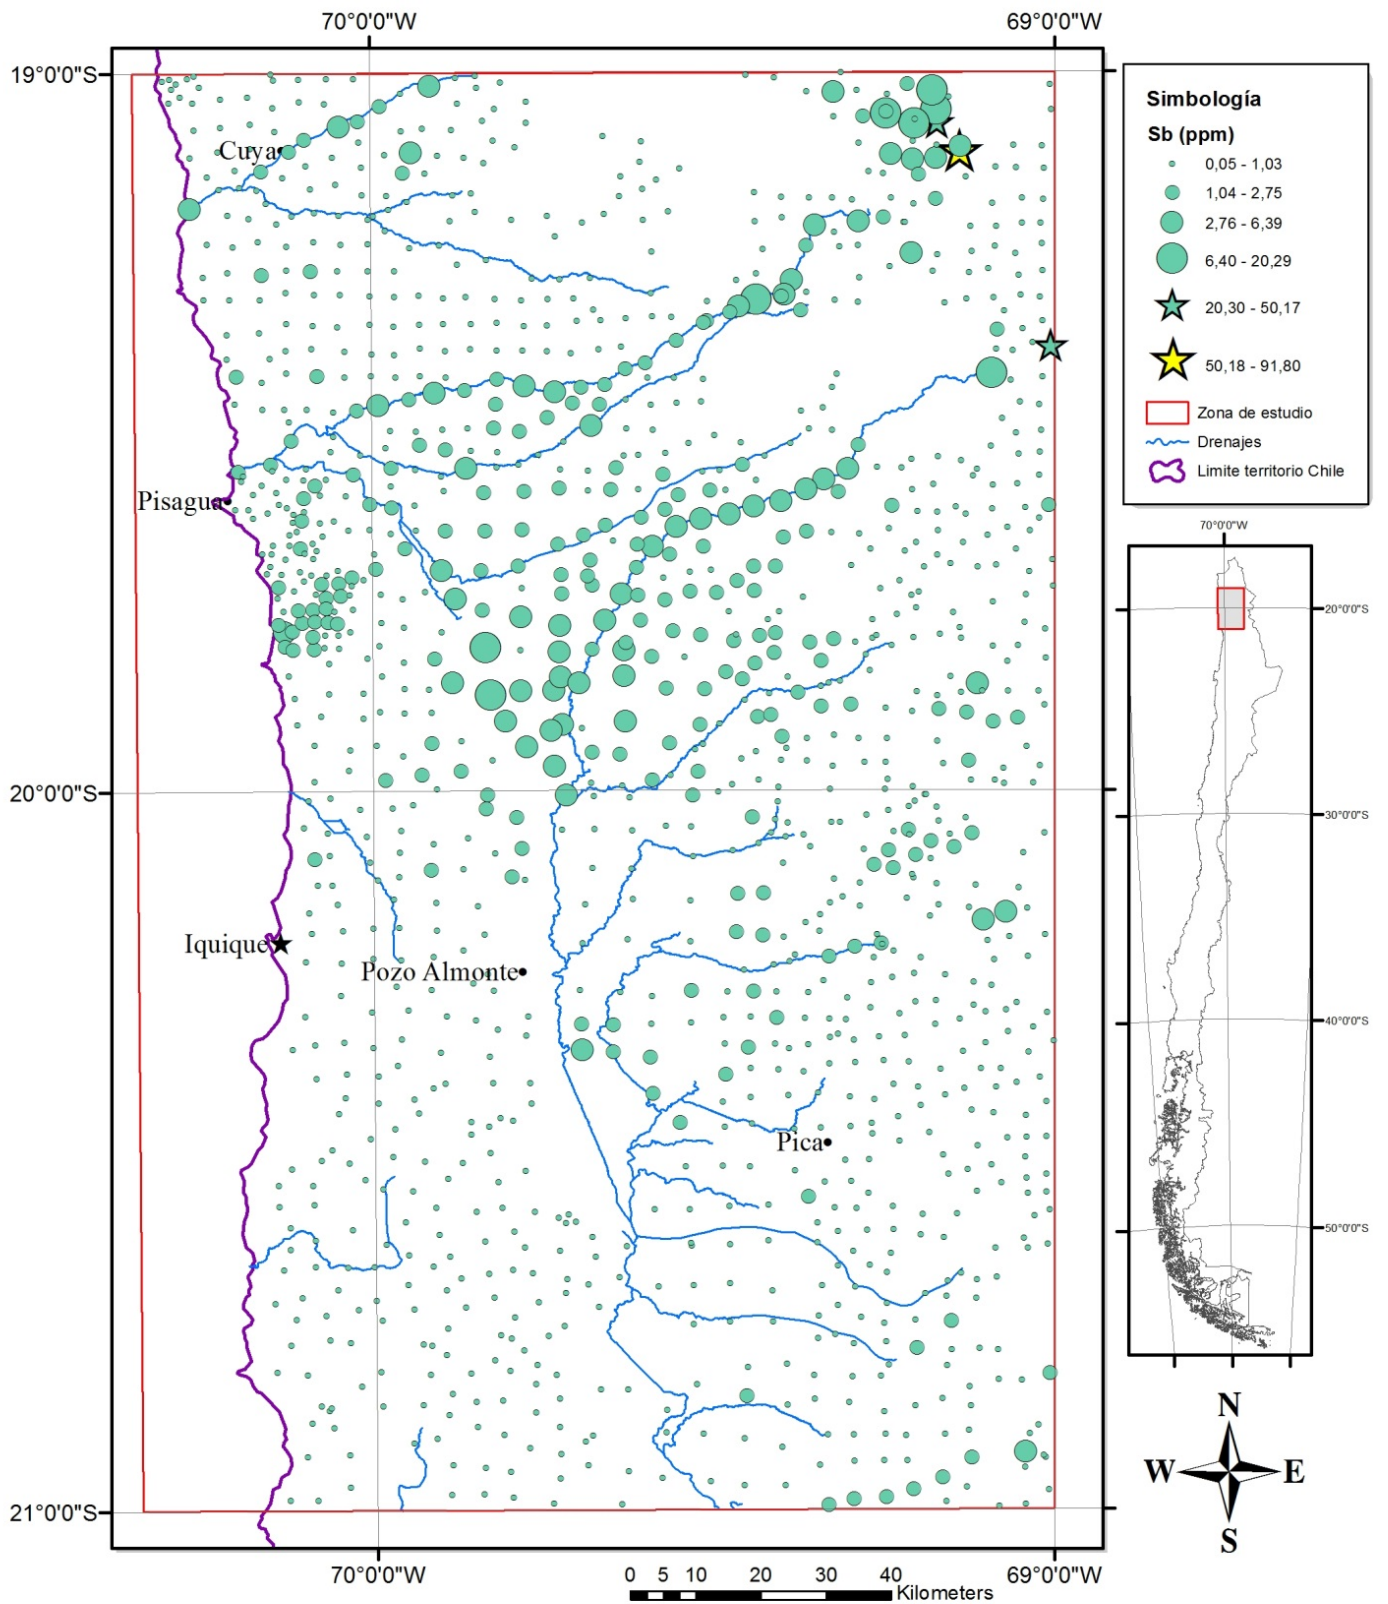 70°0'0"W
69°0'0"W
19°0'0"S
20°0'0"S
21°0'0"S
Cuya
Pisagua
Iquique
Pozo Almonte
Pica
70°0'0"W
69°0'0"W
0 5 10 20 30 40
Kilometers
Simbología
Sb (ppm)
0,05 - 1,03
1,04 - 2,75
2,76 - 6,39
6,40 - 20,29
20,30 - 50,17
50,18 - 91,80
Zona de estudio
Drenajes
Limite territorio Chile
70°0'0"W
20°0'0"S
30°0'0"S
40°0'0"S
50°0'0"S
N
W E
S